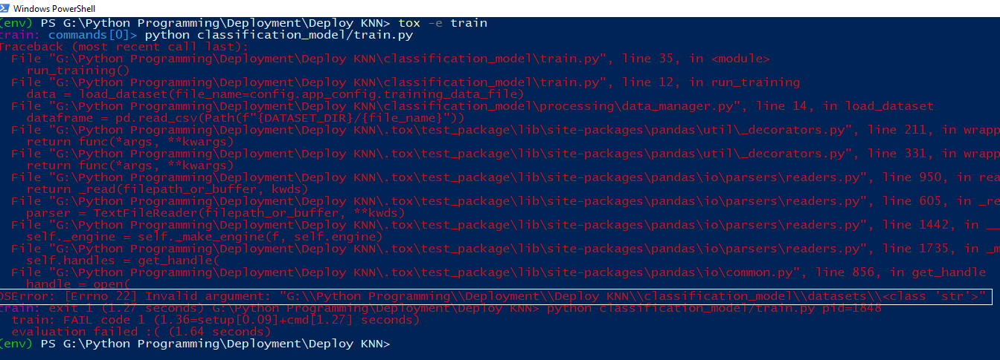 Windows PowerShell
(env) PS G:\Python Programming\Deployment\Deploy KNN> tox -e train
train: commands[0]> python classification_model/train.py
Traceback (most recent call last):
  File "G:\Python Programming\Deployment\Deploy KNN\classification_model\train.py", line 35, in <module>
    run_training()
  File "G:\Python Programming\Deployment\Deploy KNN\classification_model\train.py", line 12, in run_training
    data = load_dataset(file_name=config.app_config.training_data_file)
  File "G:\Python Programming\Deployment\Deploy KNN\classification_model\processing\data_manager.py", line 14, in load_dataset
    dataframe = pd.read_csv(Path(f"{DATASET_DIR}/{file_name}"))
  File "G:\Python Programming\Deployment\Deploy KNN\.tox\test_package\lib\site-packages\pandas\util\_decorators.py", line 211, in wrapp
    return func(*args, **kwargs)
  File "G:\Python Programming\Deployment\Deploy KNN\.tox\test_package\lib\site-packages\pandas\util\_decorators.py", line 331, in wrapp
    return func(*args, **kwargs)
  File "G:\Python Programming\Deployment\Deploy KNN\.tox\test_package\lib\site-packages\pandas\io\parsers\readers.py", line 950, in rea
    return _read(filepath_or_buffer, kwds)
  File "G:\Python Programming\Deployment\Deploy KNN\.tox\test_package\lib\site-packages\pandas\io\parsers\readers.py", line 605, in _re
    parser = TextFileReader(filepath_or_buffer, **kwds)
  File "G:\Python Programming\Deployment\Deploy KNN\.tox\test_package\lib\site-packages\pandas\io\parsers\readers.py", line 1442, in __
    self._engine = self._make_engine(f, self.engine)
  File "G:\Python Programming\Deployment\Deploy KNN\.tox\test_package\lib\site-packages\pandas\io\parsers\readers.py", line 1735, in _m
    self.handles = get_handle(
  File "G:\Python Programming\Deployment\Deploy KNN\.tox\test_package\lib\site-packages\pandas\io\common.py", line 856, in get_handle
    handle = open(
OSError: [Errno 22] Invalid argument: "G:\\Python Programming\\Deployment\\Deploy KNN\\classification_model\\datasets\\<class 'str'>"
train: exit 1 (1.27 seconds) G:\Python Programming\Deployment\Deploy KNN> python classification_model/train.py pid=1848
  train: FAIL code 1 (1.36=setup[0.09]+cmd[1.27] seconds)
  evaluation failed :( (1.64 seconds)
(env) PS G:\Python Programming\Deployment\Deploy KNN>